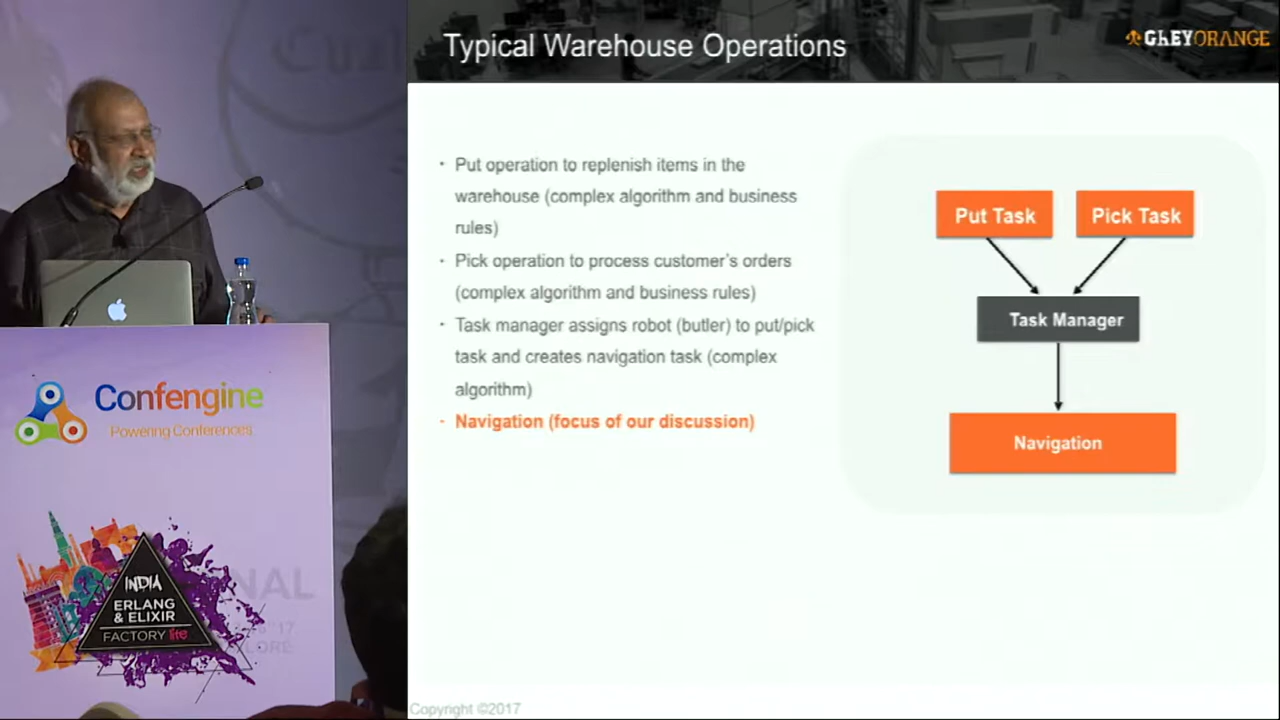 Typical Warehouse Operations
GREYORANGE
· Put operation to replenish items in the
warehouse (complex algorithm and business
rules)
· Pick operation to process customer's orders
(complex algorithm and business rules)
· Task manager assigns robot (butler) to put/pick
task and creates navigation task (complex
algorithm)
· Navigation (focus of our discussion)
Put Task
Pick Task
Task Manager
Navigation
Copyright ©2017
Confengine
Powering Conferences
INDIA
ERLANG
& ELIXIR
FACTORY lite
NAL